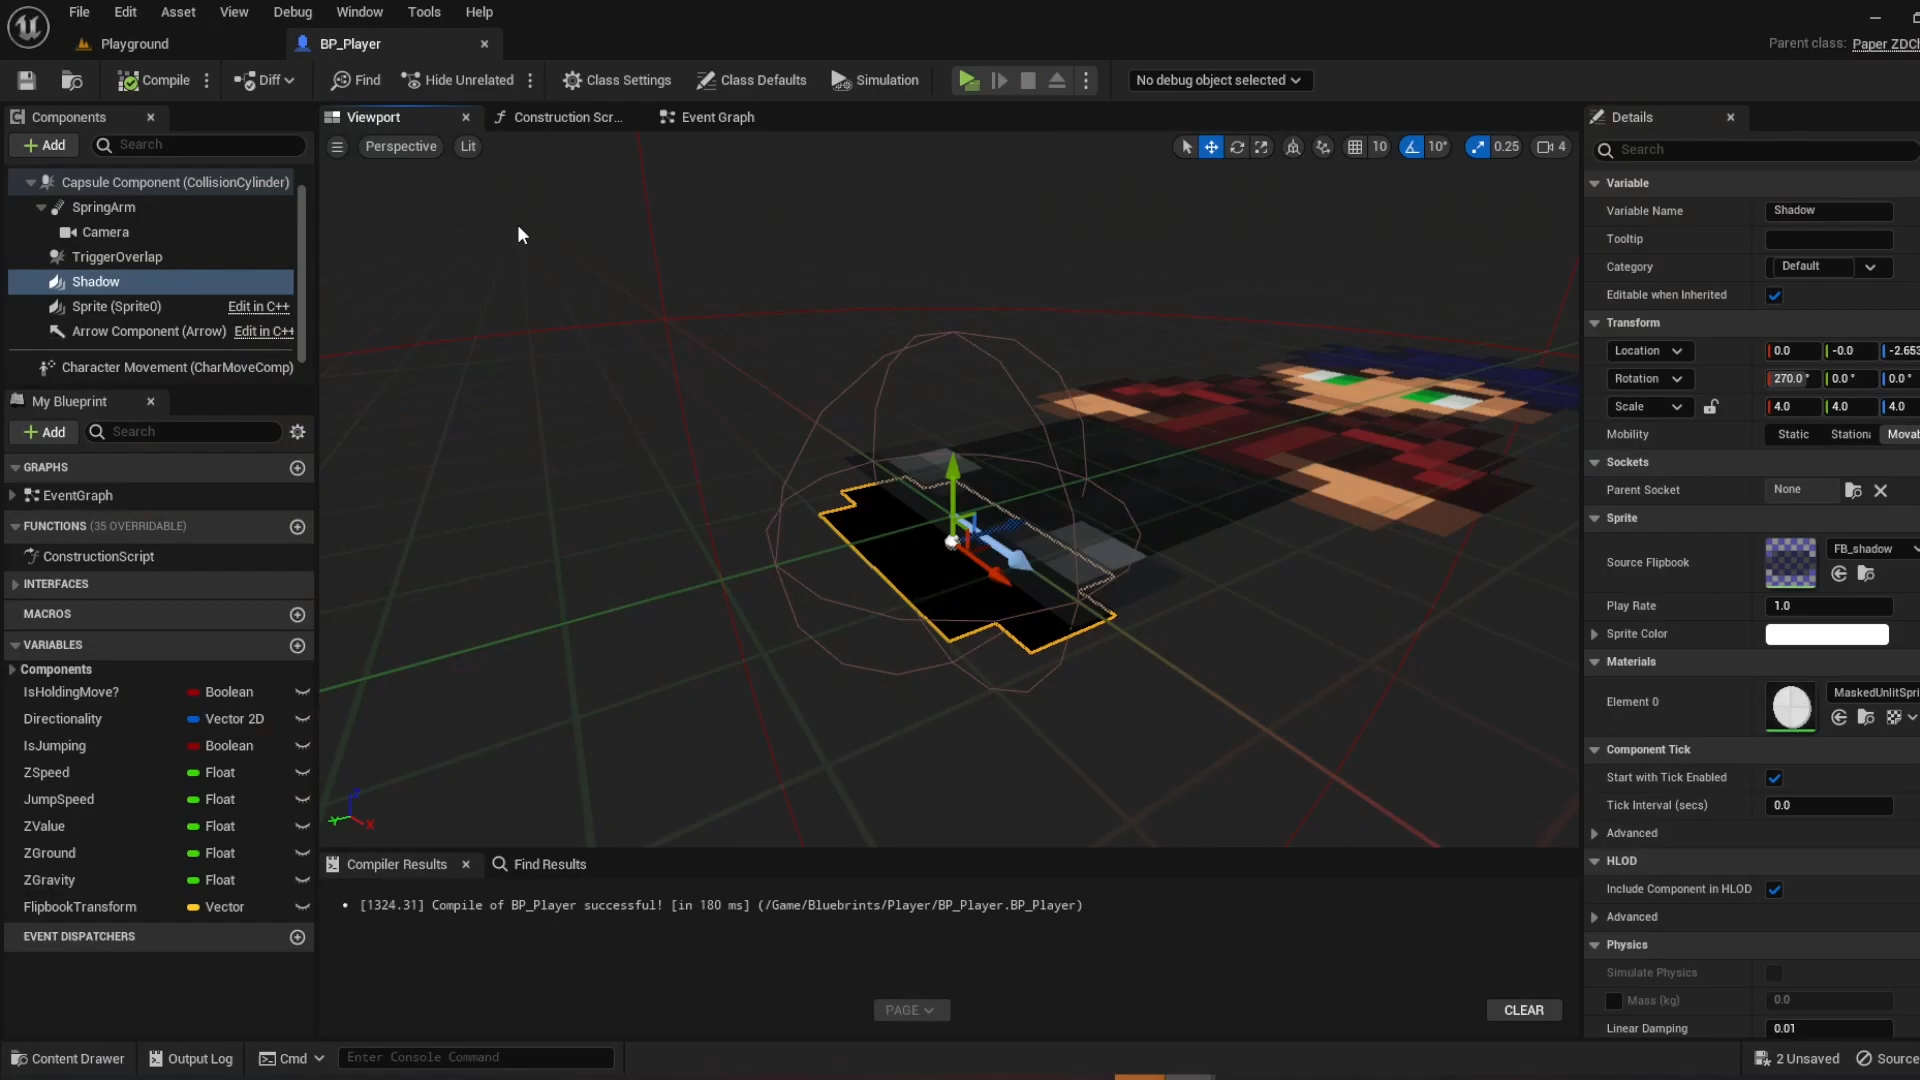 File Edit Asset View Debug Window Tools Help
Playground BP_Player
Parent class: Paper ZDCh
Compile Diff Find Hide Unrelated Class Settings Class Defaults Simulation No debug object selected
Components
Add Search
Capsule Component (CollisionCylinder)
SpringArm
Camera
TriggerOverlap
Shadow
Sprite (Sprite0) Edit in C++
Arrow Component (Arrow) Edit in C++
Character Movement (CharMoveComp)
My Blueprint
Add Search
GRAPHS
EventGraph
FUNCTIONS (35 OVERRIDABLE)
ConstructionScript
INTERFACES
MACROS
VARIABLES
Components
IsHoldingMove? Boolean
Directionality Vector 2D
IsJumping Boolean
ZSpeed Float
JumpSpeed Float
ZValue Float
ZGround Float
ZGravity Float
FlipbookTransform Vector
EVENT DISPATCHERS
Viewport Construction Scr... Event Graph
Perspective Lit 10 10° 0.25 4
Y X
Compiler Results Find Results
• [1324.31] Compile of BP_Player successful! [in 180 ms] (/Game/Bluebrints/Player/BP_Player.BP_Player)
PAGE CLEAR
Details
Search
Variable
Variable Name Shadow
Tooltip
Category Default
Editable when Inherited
Transform
Location 0.0 -0.0 -2.653
Rotation 270.0° 0.0° 0.0°
Scale 4.0 4.0 4.0
Mobility Static Stationa Movab
Sockets
Parent Socket None
Sprite
Source Flipbook FB_shadow
Play Rate 1.0
Sprite Color
Materials
Element 0 MaskedUnlitSpri
Component Tick
Start with Tick Enabled
Tick Interval (secs) 0.0
Advanced
HLOD
Include Component in HLOD
Advanced
Physics
Simulate Physics
Mass (kg) 0.0
Linear Damping 0.01
Content Drawer Output Log Cmd Enter Console Command 2 Unsaved Source